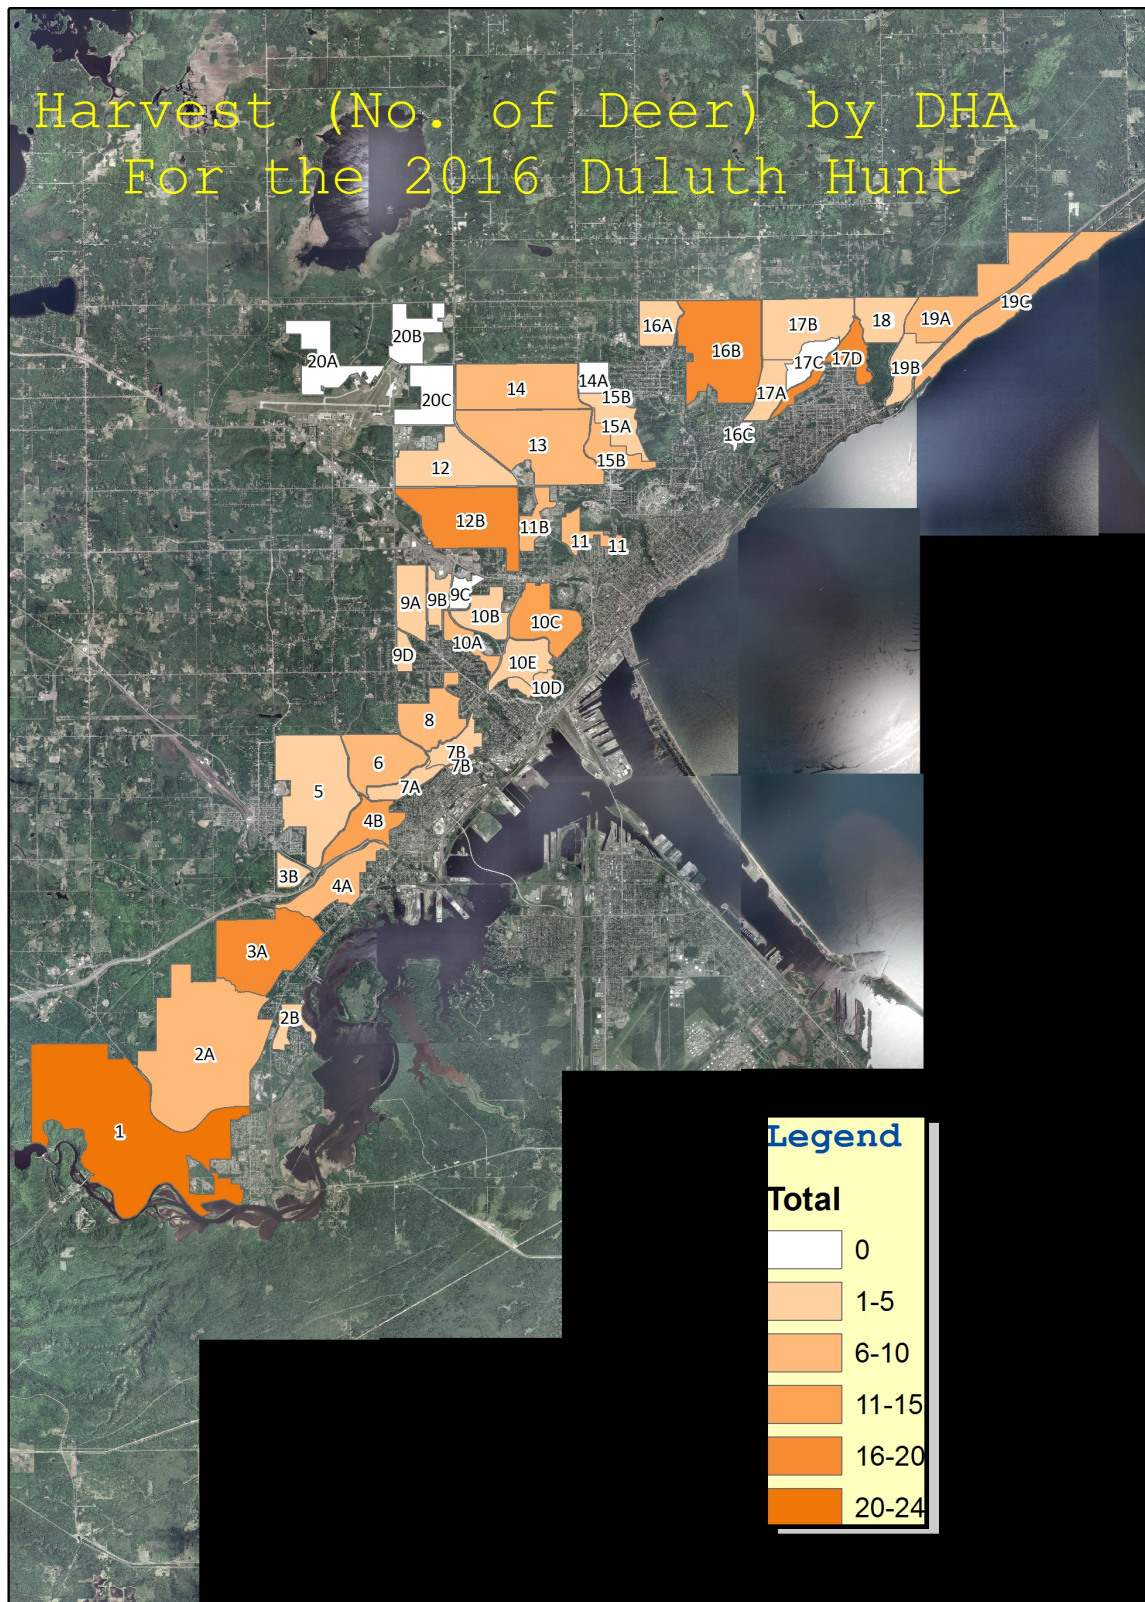 Harvest (No. of Deer) by DHA
For the 2016 Duluth Hunt
19C
20B
16A
17B
18
19A
20A
16B
17C
17D
19B
14
14A
17A
20C
15B
15A
16C
13
15B
12
12B
11B
11
11
9C
9A
9B
10B
10C
10A
9D
10E
10D
8
7B
7B
6
7A
5
4B
3B
4A
3A
2B
2A
1
Legend
Total
0
1-5
6-10
11-15
16-20
20-24